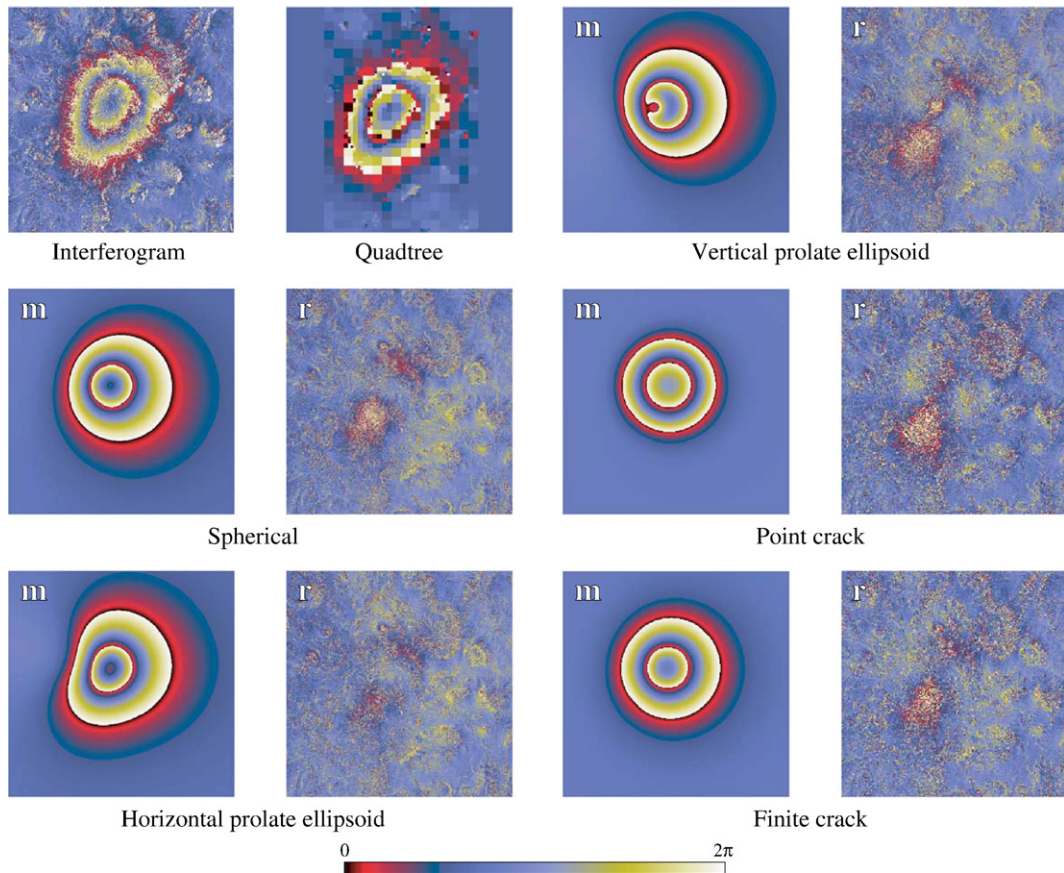 m
r
Interferogram
Quadtree
Vertical prolate ellipsoid
m
r
m
r
Spherical
Point crack
m
r
m
r
Horizontal prolate ellipsoid
Finite crack
0
2π